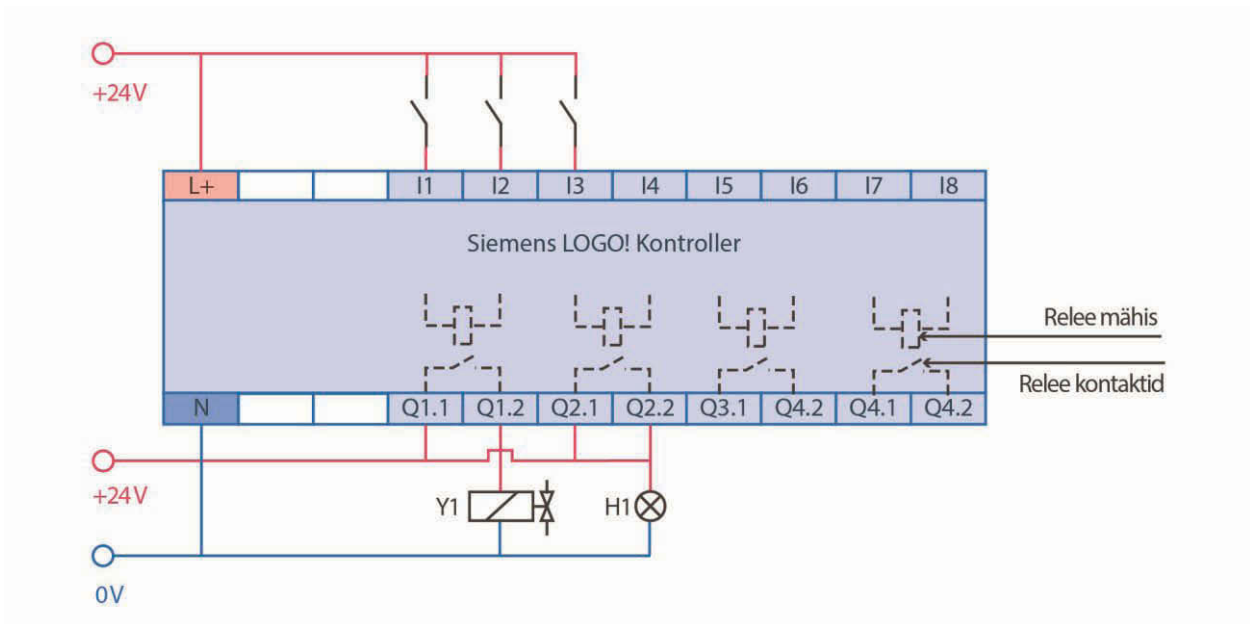 +24V
L+ I1 I2 I3 I4 I5 I6 I7 I8
Siemens LOGO! Kontroller
Relee mähis
Relee kontaktid
N Q1.1 Q1.2 Q2.1 Q2.2 Q3.1 Q4.2 Q4.1 Q4.2
+24V
Y1 H1
0V